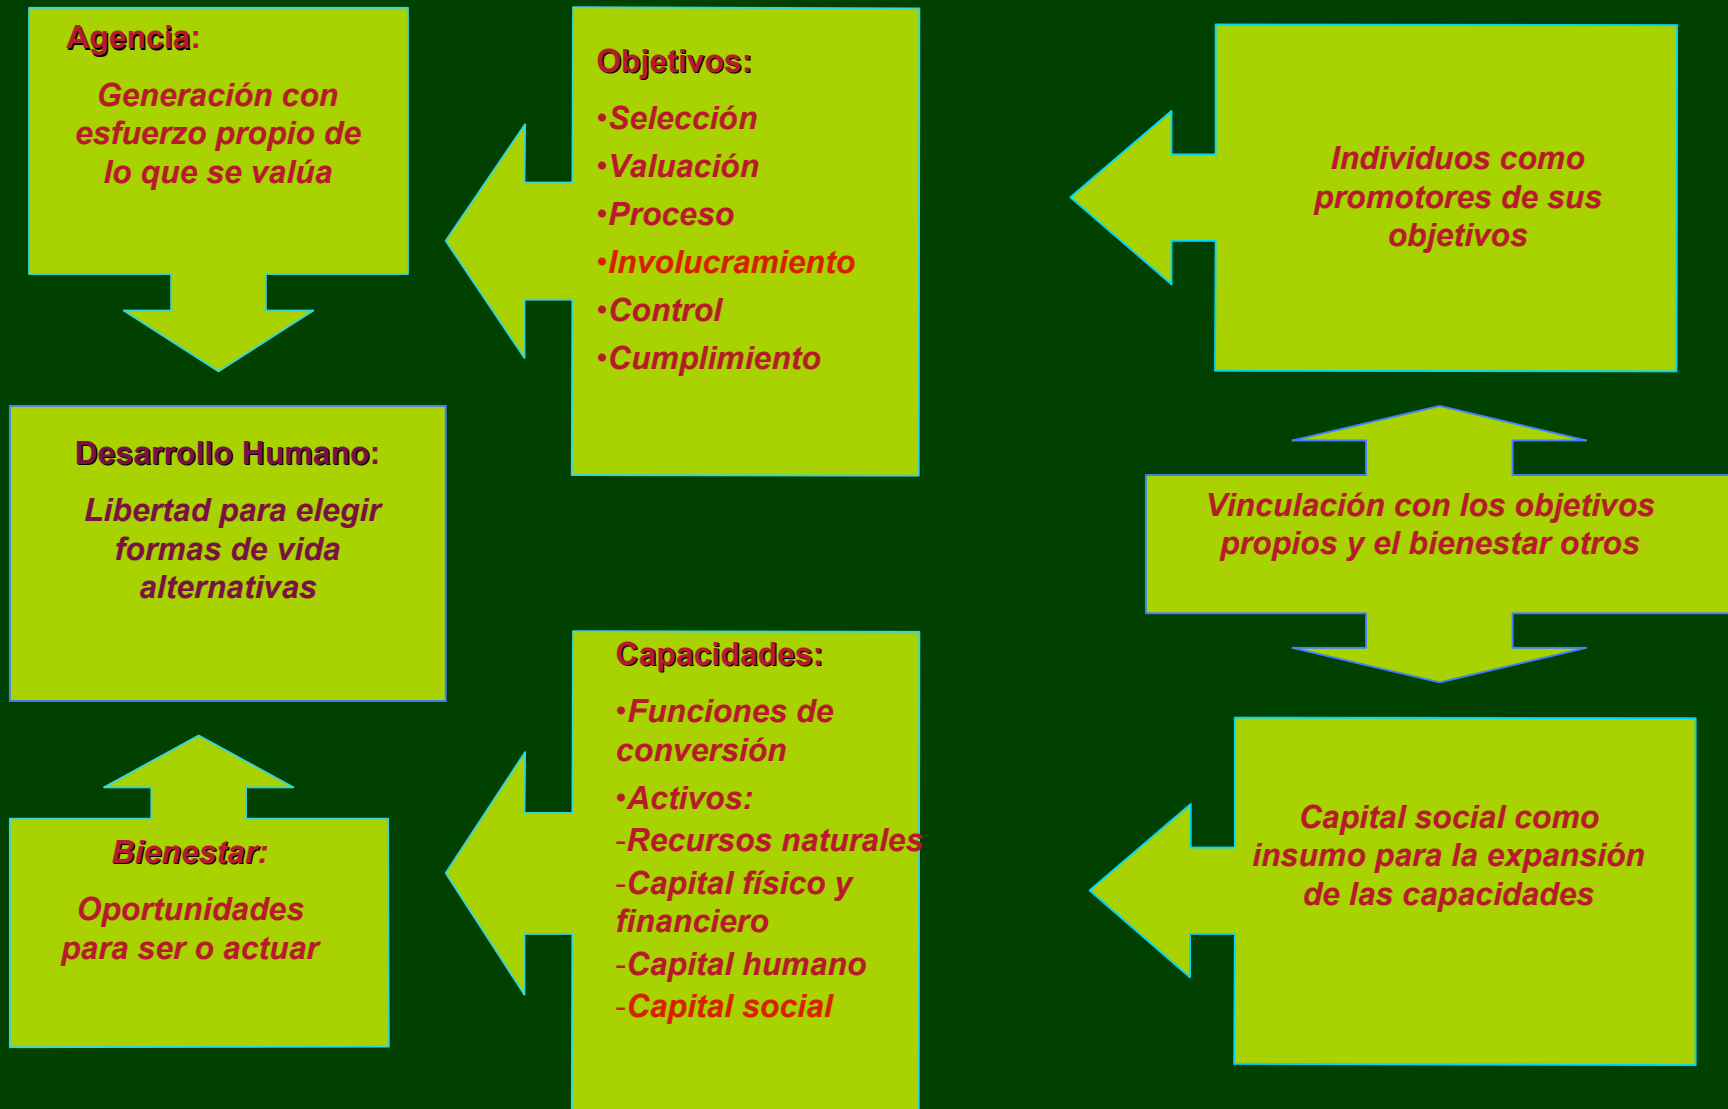 Agencia:
Generación con
esfuerzo propio de
lo que se valúa
Objetivos:
•Selección
•Valuación
•Proceso
•Involucramiento
•Control
•Cumplimiento
Individuos como
promotores de sus
objetivos
Desarrollo Humano:
Libertad para elegir
formas de vida
alternativas
Vinculación con los objetivos
propios y el bienestar otros
Bienestar:
Oportunidades
para ser o actuar
Capacidades:
•Funciones de
conversión
•Activos:
-Recursos naturales
-Capital físico y
financiero
-Capital humano
-Capital social
Capital social como
insumo para la expansión
de las capacidades